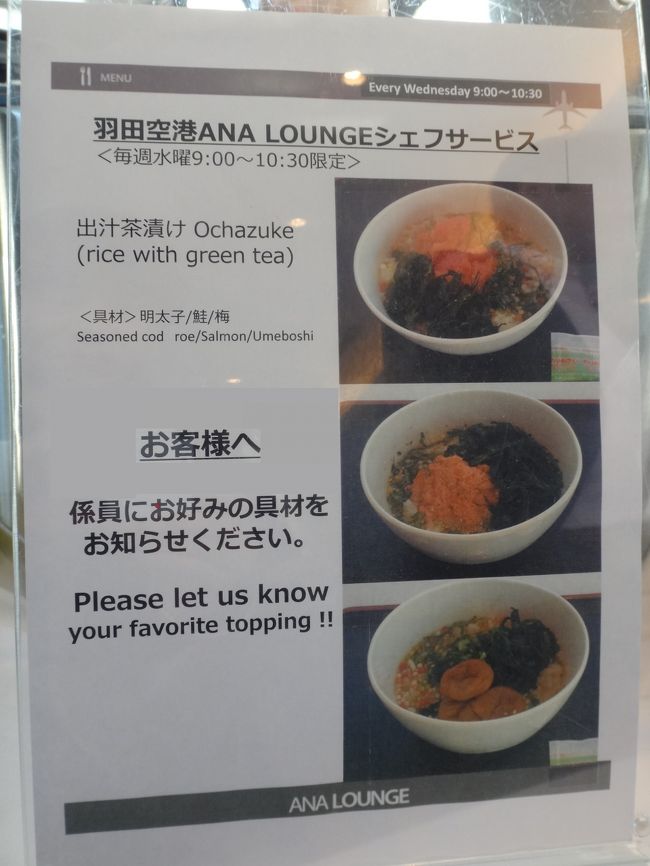 MENU
Every Wednesday 9:00～10:30
羽田空港ANA LOUNGEシェフサービス
＜毎週水曜9:00～10:30限定＞
出汁茶漬け Ochazuke
(rice with green tea)
＜具材＞明太子/鮭/梅
Seasoned cod roe/Salmon/Umeboshi
お客様へ
係員にお好みの具材を
お知らせください。
Please let us know
your favorite topping !!
ANA LOUNGE